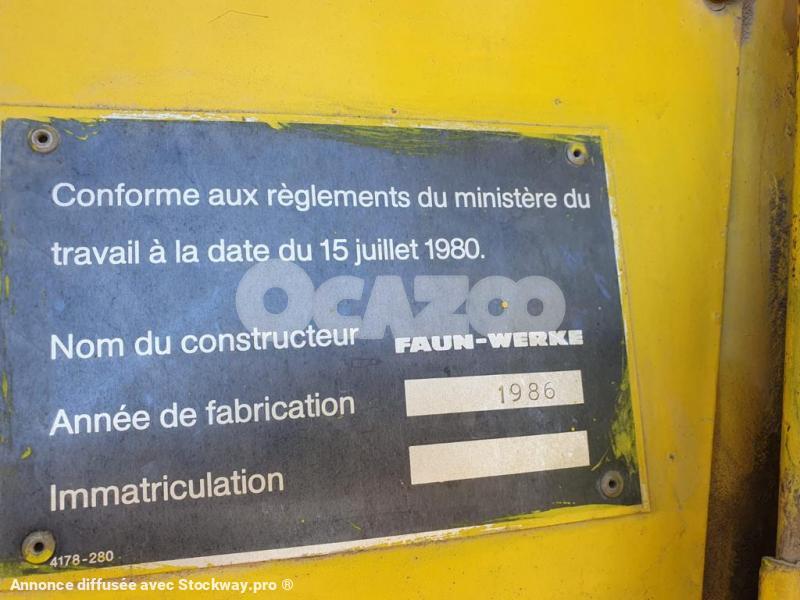 Conforme aux règlements du ministère du
travail à la date du 15 juillet 1980.
OCAZOO
Nom du constructeur FAUN-WERKE
Année de fabrication 1986
Immatriculation
4178-280
Annonce diffusée avec Stockway.pro ®